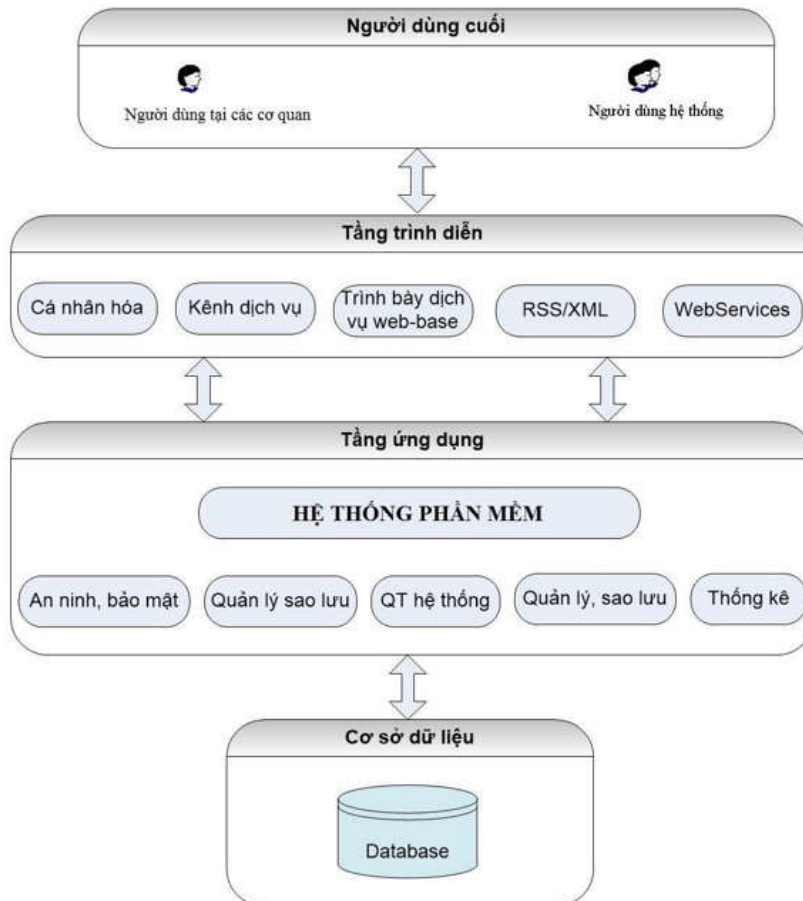 Người dùng cuối
Người dùng tại các cơ quan
Người dùng hệ thống
Tầng trình diễn
Cá nhân hóa
Kênh dịch vụ
Trình bày dịch
vụ web-base
RSS/XML
WebServices
Tầng ứng dụng
HỆ THỐNG PHẦN MỀM
An ninh, bảo mật
Quản lý sao lưu
QT hệ thống
Quản lý, sao lưu
Thống kê
Cơ sở dữ liệu
Database